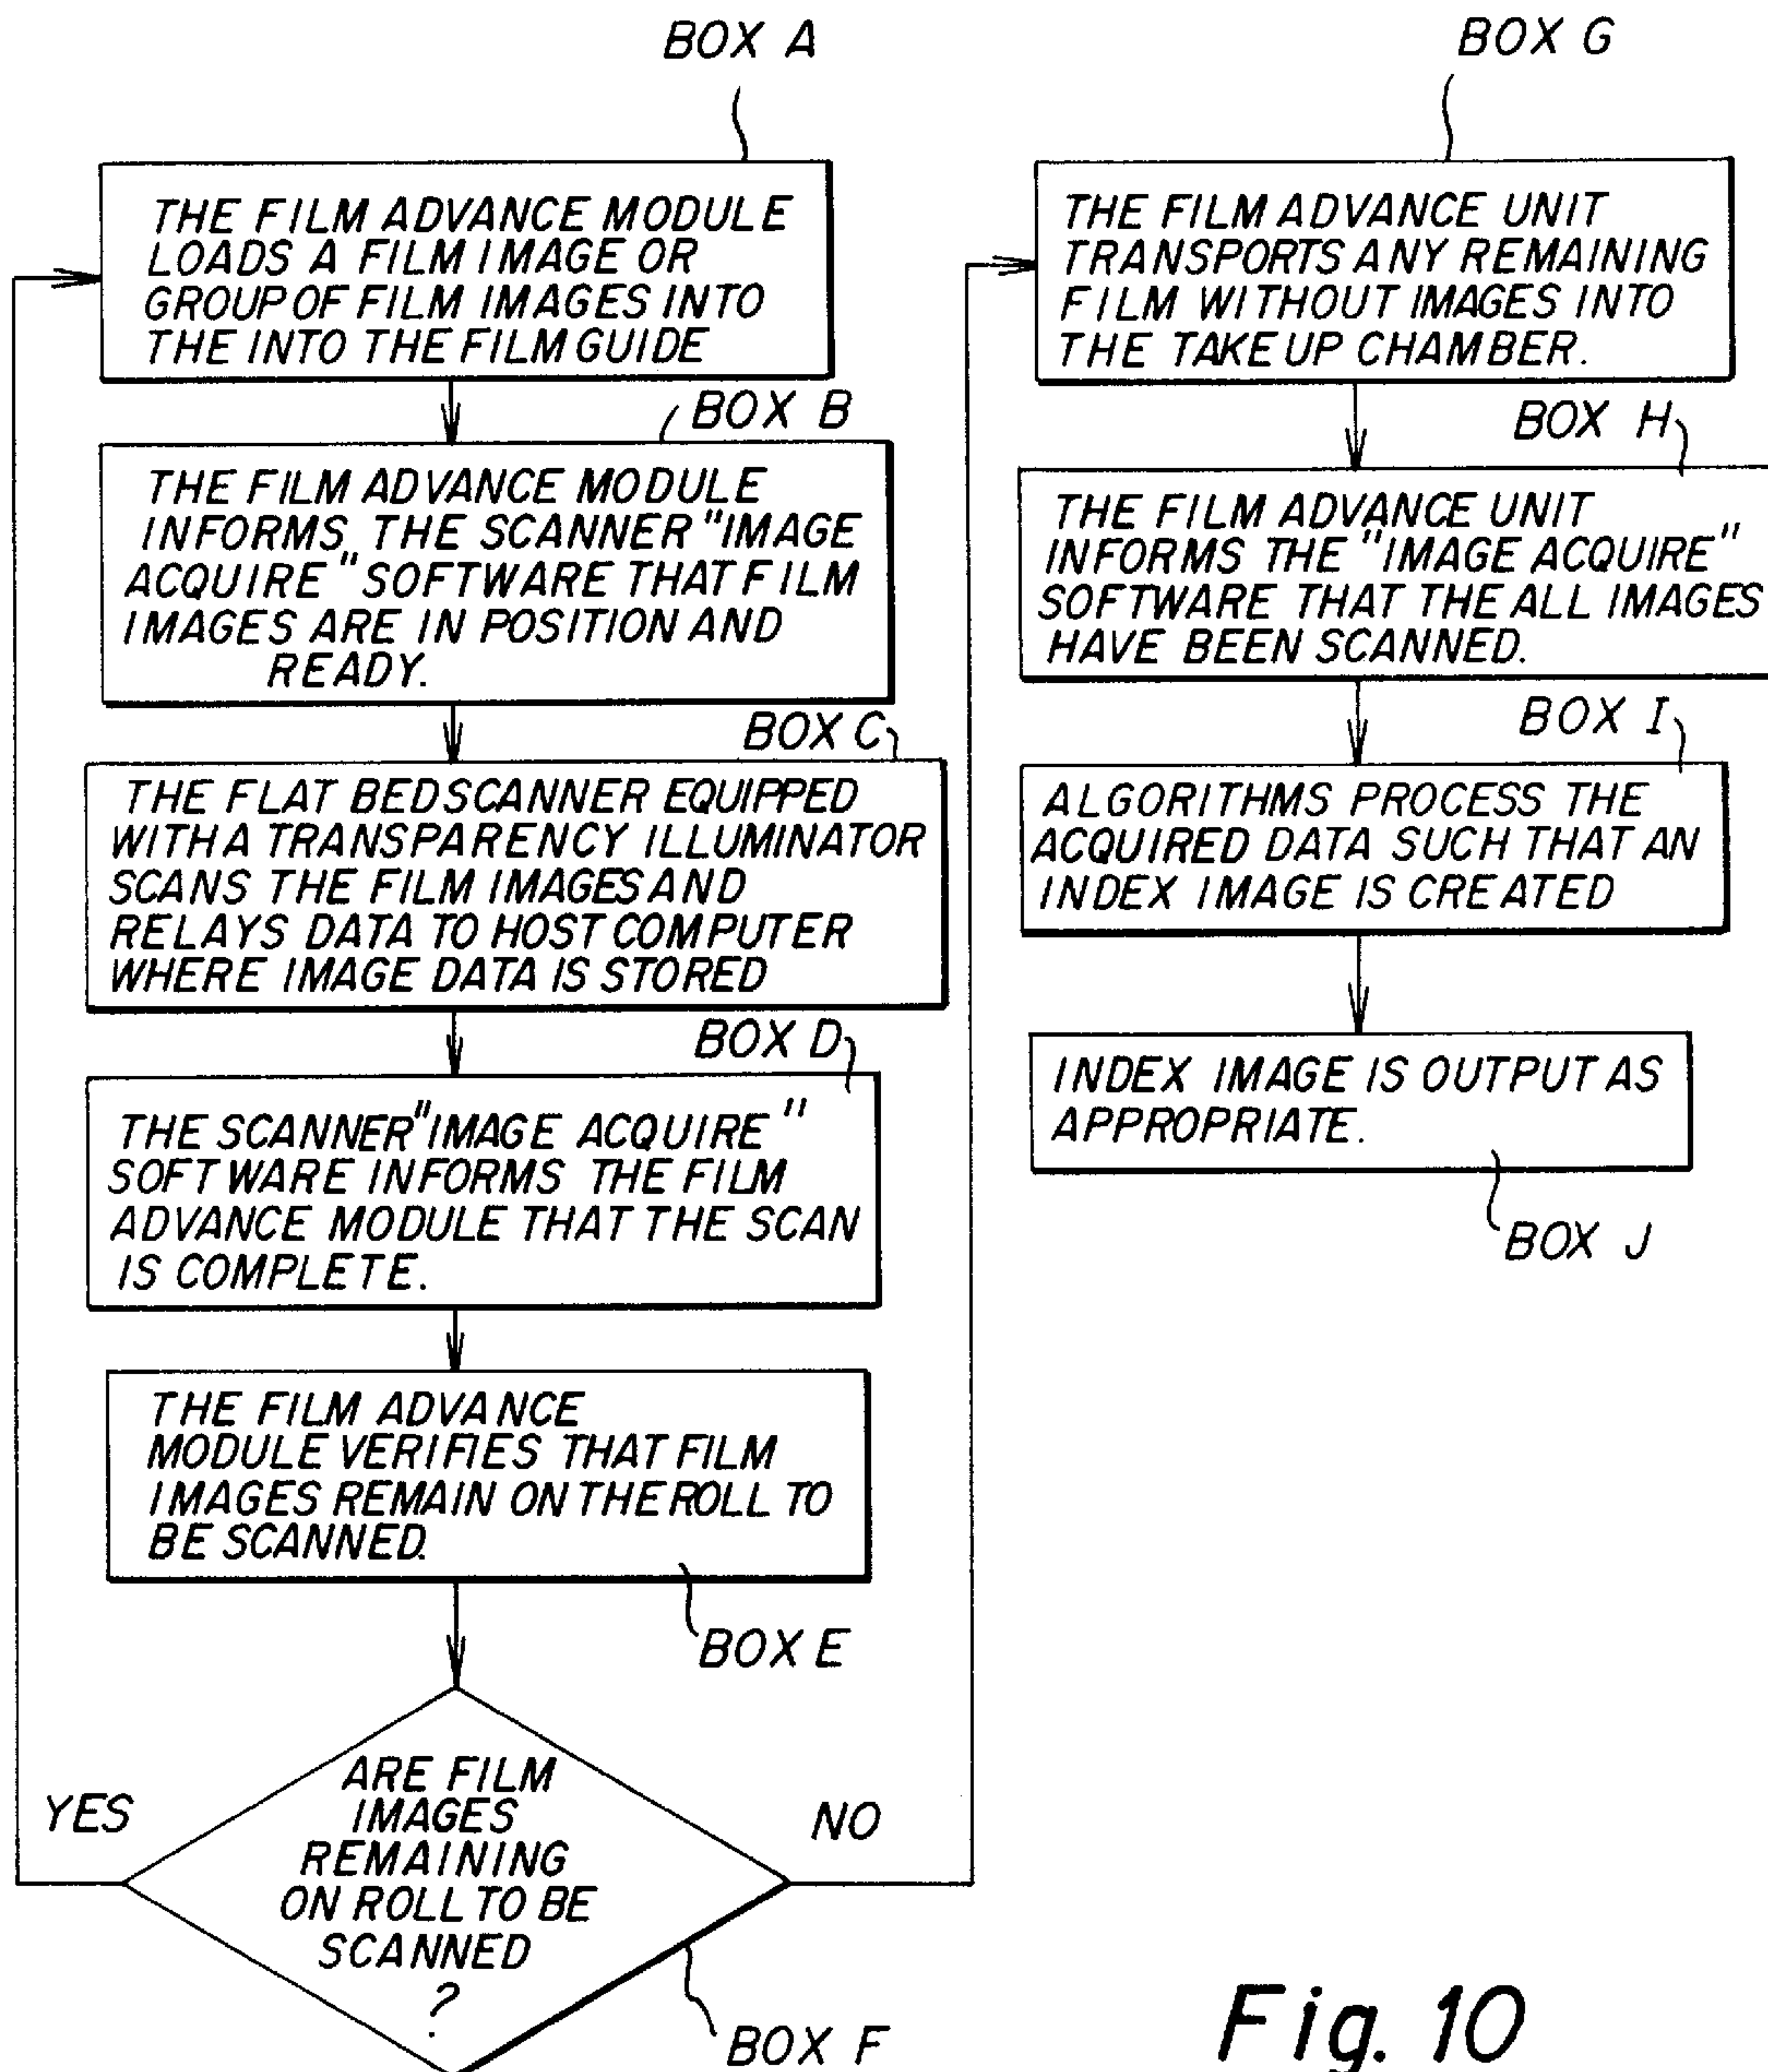 BOX A
THE FILM ADVANCE MODULE
LOADS A FILM IMAGE OR
GROUP OF FILM IMAGES INTO
THE INTO THE FILM GUIDE
BOX B
THE FILM ADVANCE MODULE
INFORMS THE SCANNER "IMAGE
ACQUIRE" SOFTWARE THAT FILM
IMAGES ARE IN POSITION AND
READY.
BOX C
THE FLAT BED SCANNER EQUIPPED
WITH A TRANSPARENCY ILLUMINATOR
SCANS THE FILM IMAGES AND
RELAYS DATA TO HOST COMPUTER
WHERE IMAGE DATA IS STORED
BOX D
THE SCANNER "IMAGE ACQUIRE"
SOFTWARE INFORMS THE FILM
ADVANCE MODULE THAT THE SCAN
IS COMPLETE.
THE FILM ADVANCE
MODULE VERIFIES THAT FILM
IMAGES REMAIN ON THE ROLL TO
BE SCANNED.
BOX E
ARE FILM
IMAGES
REMAINING
ON ROLL TO BE
SCANNED
?
YES
NO
BOX F
BOX G
THE FILM ADVANCE UNIT
TRANSPORTS ANY REMAINING
FILM WITHOUT IMAGES INTO
THE TAKE UP CHAMBER.
BOX H
THE FILM ADVANCE UNIT
INFORMS THE "IMAGE ACQUIRE"
SOFTWARE THAT THE ALL IMAGES
HAVE BEEN SCANNED.
BOX I
ALGORITHMS PROCESS THE
ACQUIRED DATA SUCH THAT AN
INDEX IMAGE IS CREATED
INDEX IMAGE IS OUTPUT AS
APPROPRIATE.
BOX J
Fig. 10